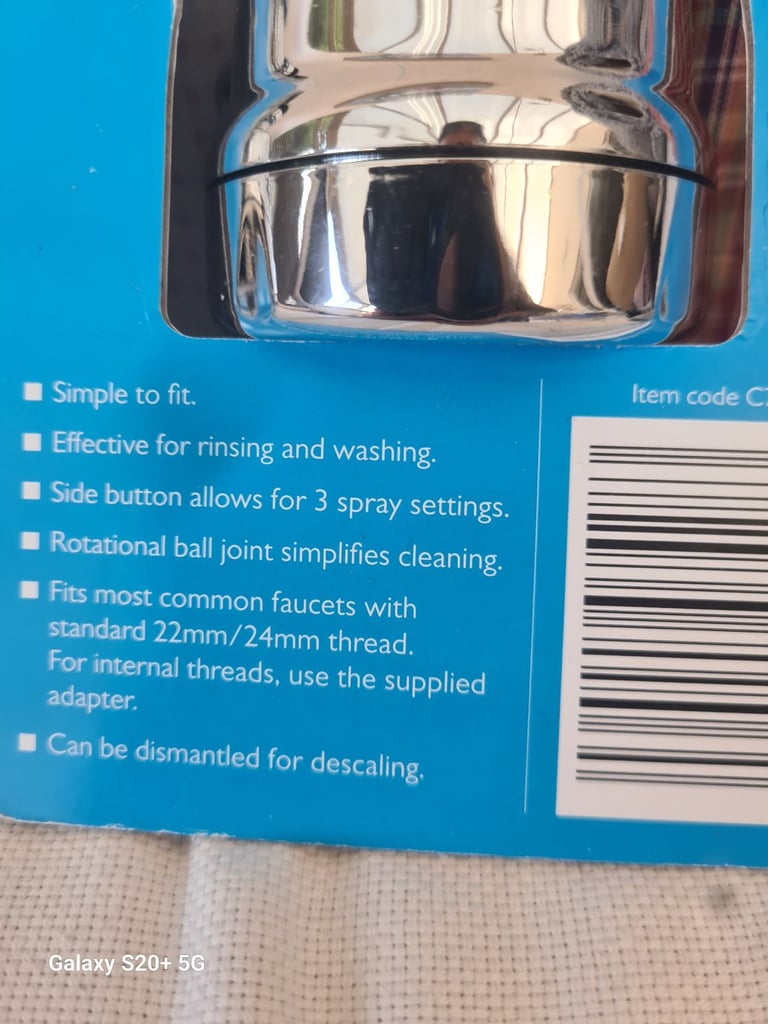 Simple to fit.
Effective for rinsing and washing.
Side button allows for 3 spray settings.
Rotational ball joint simplifies cleaning.
Fits most common faucets with
standard 22mm/24mm thread.
For internal threads, use the supplied
adapter.
Can be dismantled for descaling.
Item code
Galaxy S20+ 5G